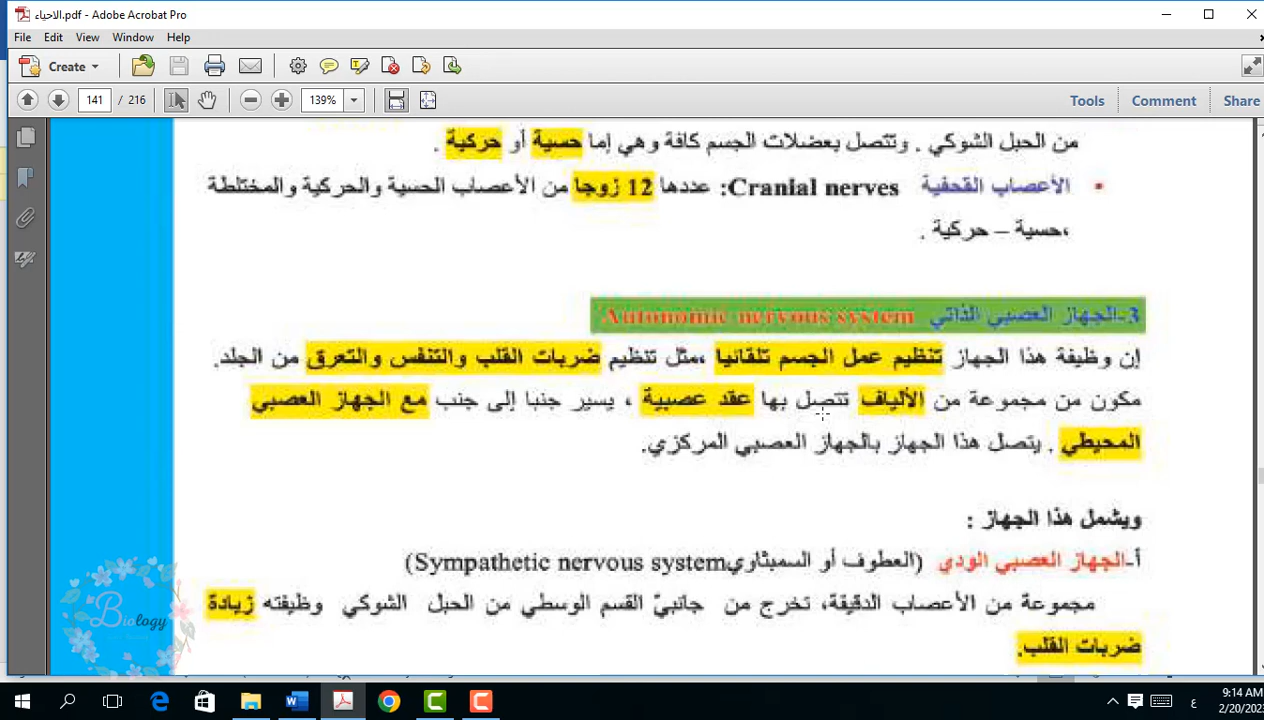 الاحياء.pdf - Adobe Acrobat Pro
File Edit View Window Help
Create
141 / 216 139% Tools Comment Share
من الحبل الشوكي . وتتصل بعضلات الجسم كافة وهي إما حسية أو حركية .
• الأعصاب القحفية Cranial nerves: عددها 12 زوجا من الأعصاب الحسية والحركية والمختلطة
،حسية – حركية .
3-الجهاز العصبي الذاتي Autonomic nervous system
إن وظيفة هذا الجهاز تنظيم عمل الجسم تلقائيا ،مثل تنظيم ضربات القلب والتنفس والتعرق من الجلد.
مكون من مجموعة من الألياف تتصل بها عقد عصبية ، يسير جنبا إلى جنب مع الجهاز العصبي
المحيطي . يتصل هذا الجهاز بالجهاز العصبي المركزي.
ويشمل هذا الجهاز :
أ-الجهاز العصبي الودي (العطوف أو السمبثاوي Sympathetic nervous system)
مجموعة من الأعصاب الدقيقة، تخرج من جانبيّ القسم الوسطي من الحبل الشوكي وظيفته زيادة
ضربات القلب.
Biology
9:14 AM
ع